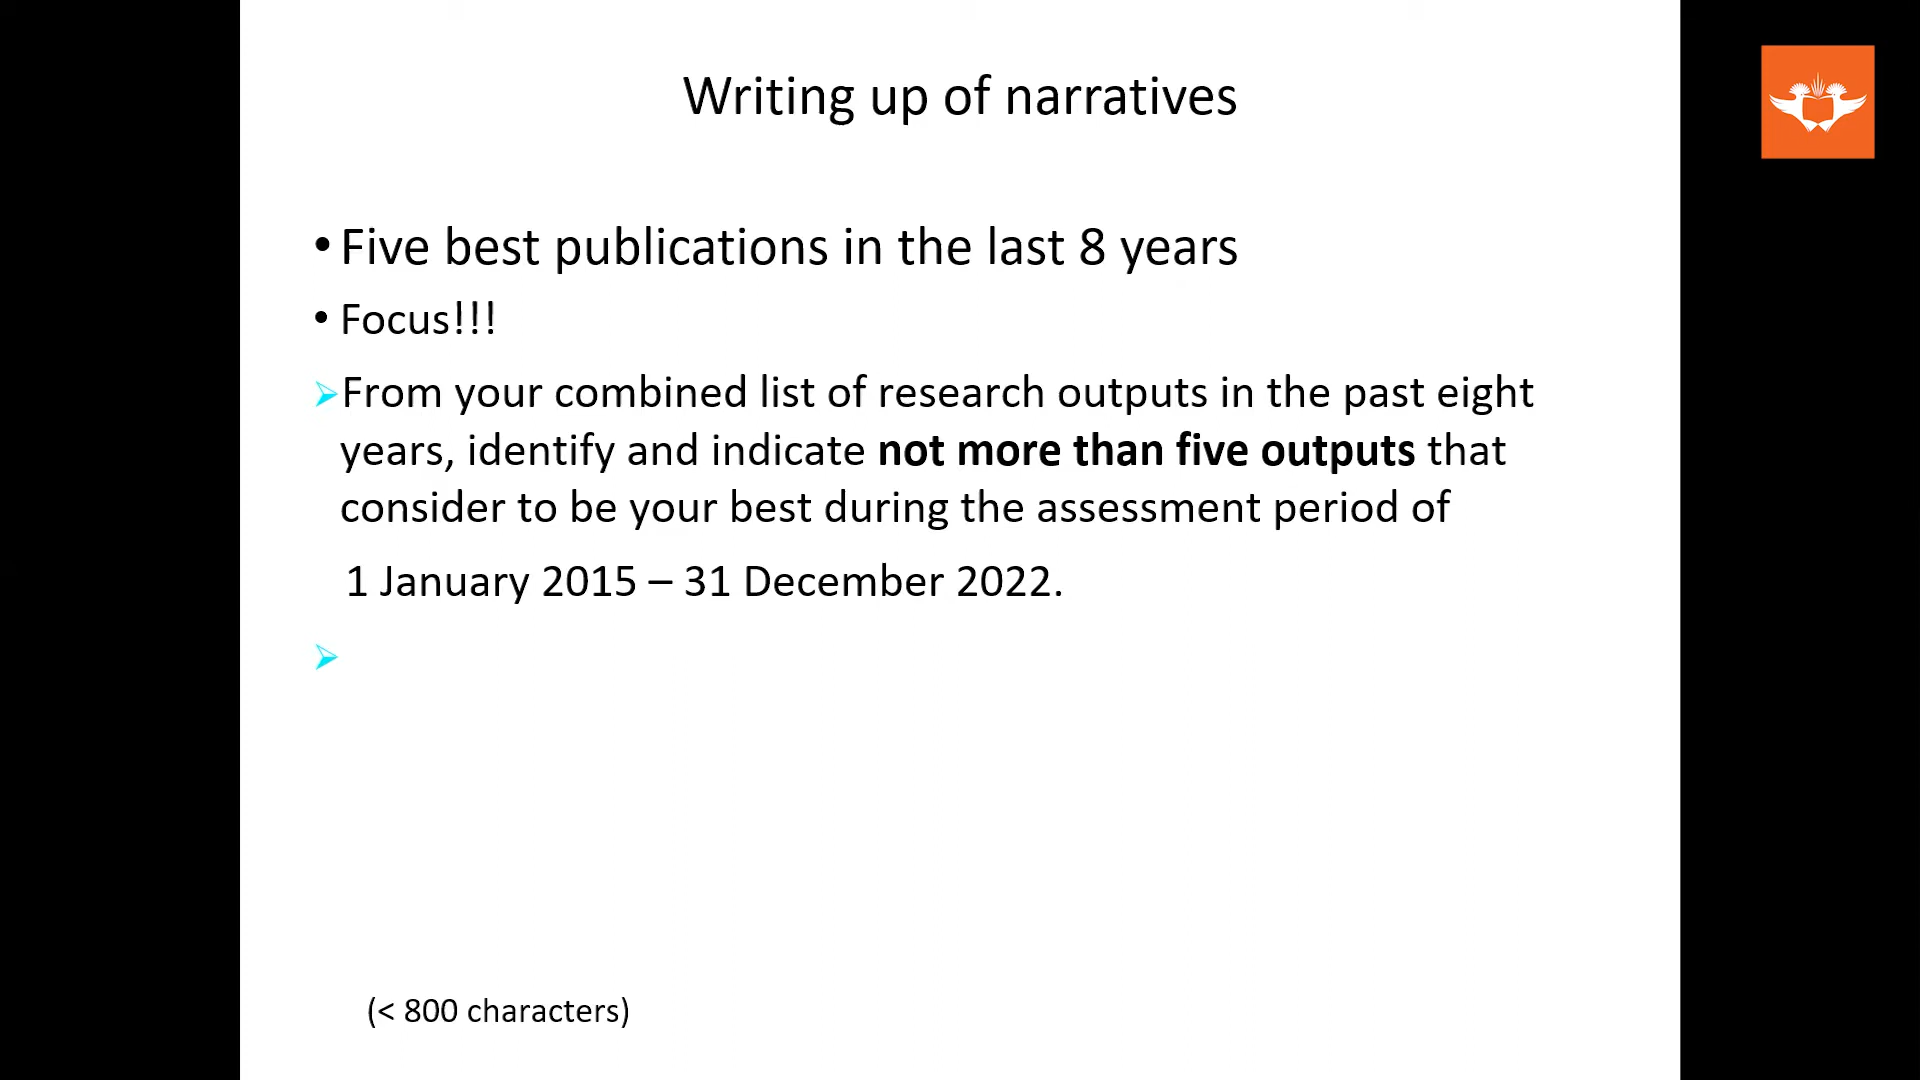 Writing up of narratives
• Five best publications in the last 8 years
• Focus!!!
➢From your combined list of research outputs in the past eight
years, identify and indicate not more than five outputs that
consider to be your best during the assessment period of
1 January 2015 – 31 December 2022.
➢
(< 800 characters)